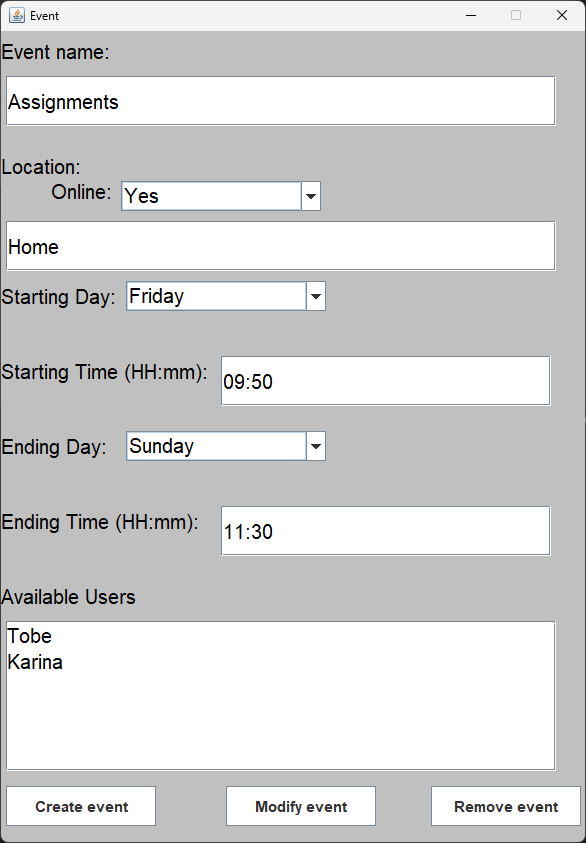 Event
Event name:
Assignments
Location:
Online: Yes
Home
Starting Day: Friday
Starting Time (HH:mm): 09:50
Ending Day: Sunday
Ending Time (HH:mm): 11:30
Available Users
Tobe
Karina
Create event Modify event Remove event